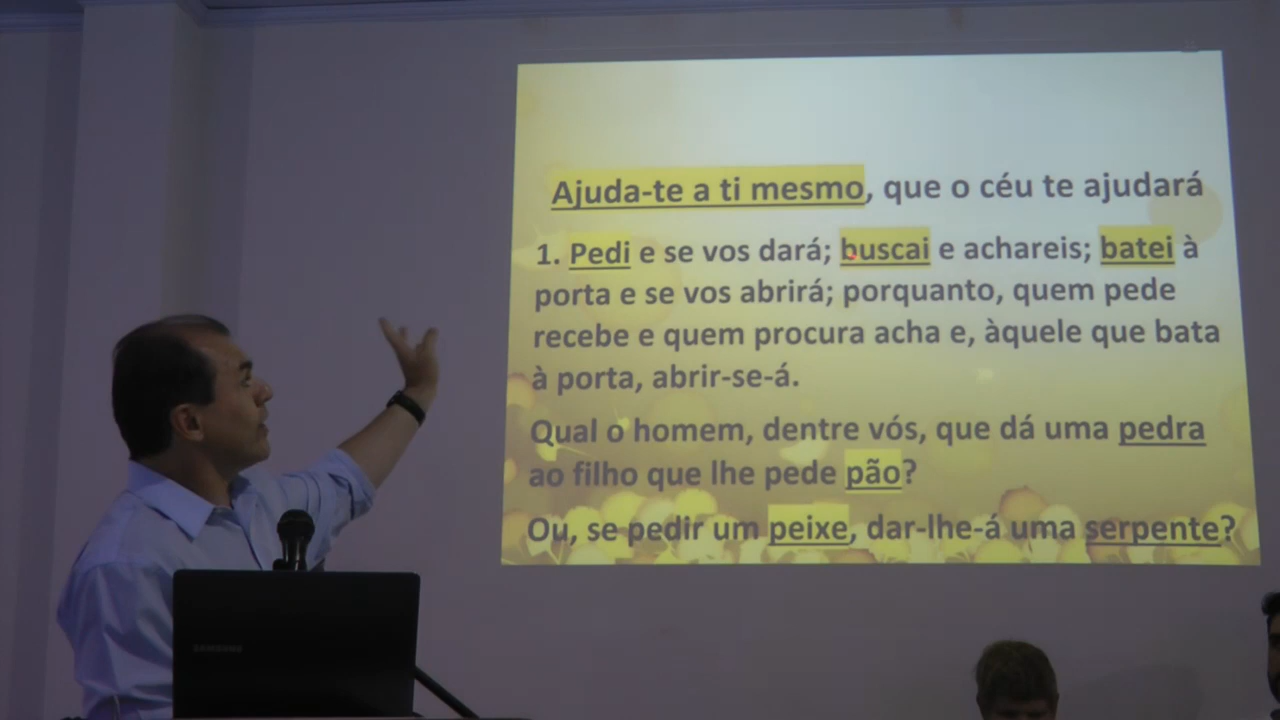 Ajuda-te a ti mesmo, que o céu te ajudará
1. Pedi e se vos dará; buscai e achareis; batei à
porta e se vos abrirá; porquanto, quem pede
recebe e quem procura acha e, àquele que bata
à porta, abrir-se-á.
Qual o homem, dentre vós, que dá uma pedra
ao filho que lhe pede pão?
Ou, se pedir um peixe, dar-lhe-á uma serpente?
SAMSUNG